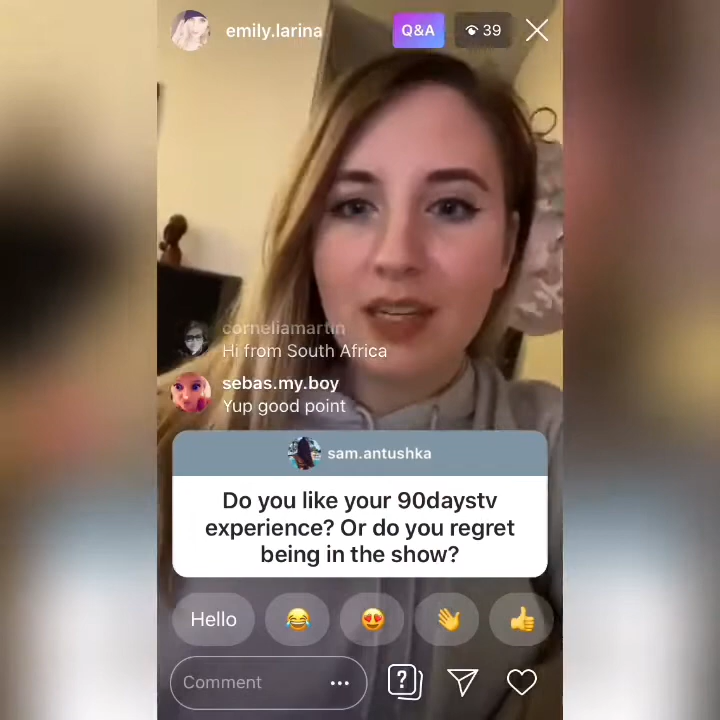 emily.larina
Q&A
39
corneliamartin
Hi from South Africa
sebas.my.boy
Yup good point
sam.antushka
Do you like your 90daystv
experience? Or do you regret
being in the show?
Hello
Comment
?